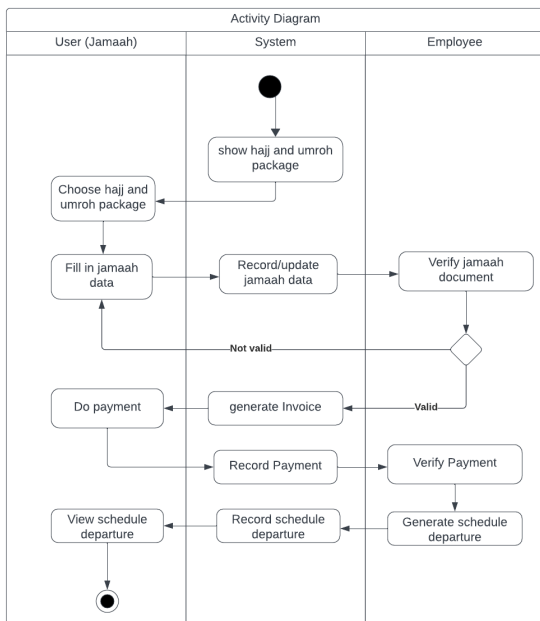 Activity Diagram
User (Jamaah)
System
Employee
show hajj and umroh
package
Choose hajj and
umroh package
Fill in jamaah
data
Record/update
jamaah data
Verify jamaah
document
Not valid
Do payment
generate Invoice
Valid
Record Payment
Verify Payment
View schedule
departure
Record schedule
departure
Generate schedule
departure